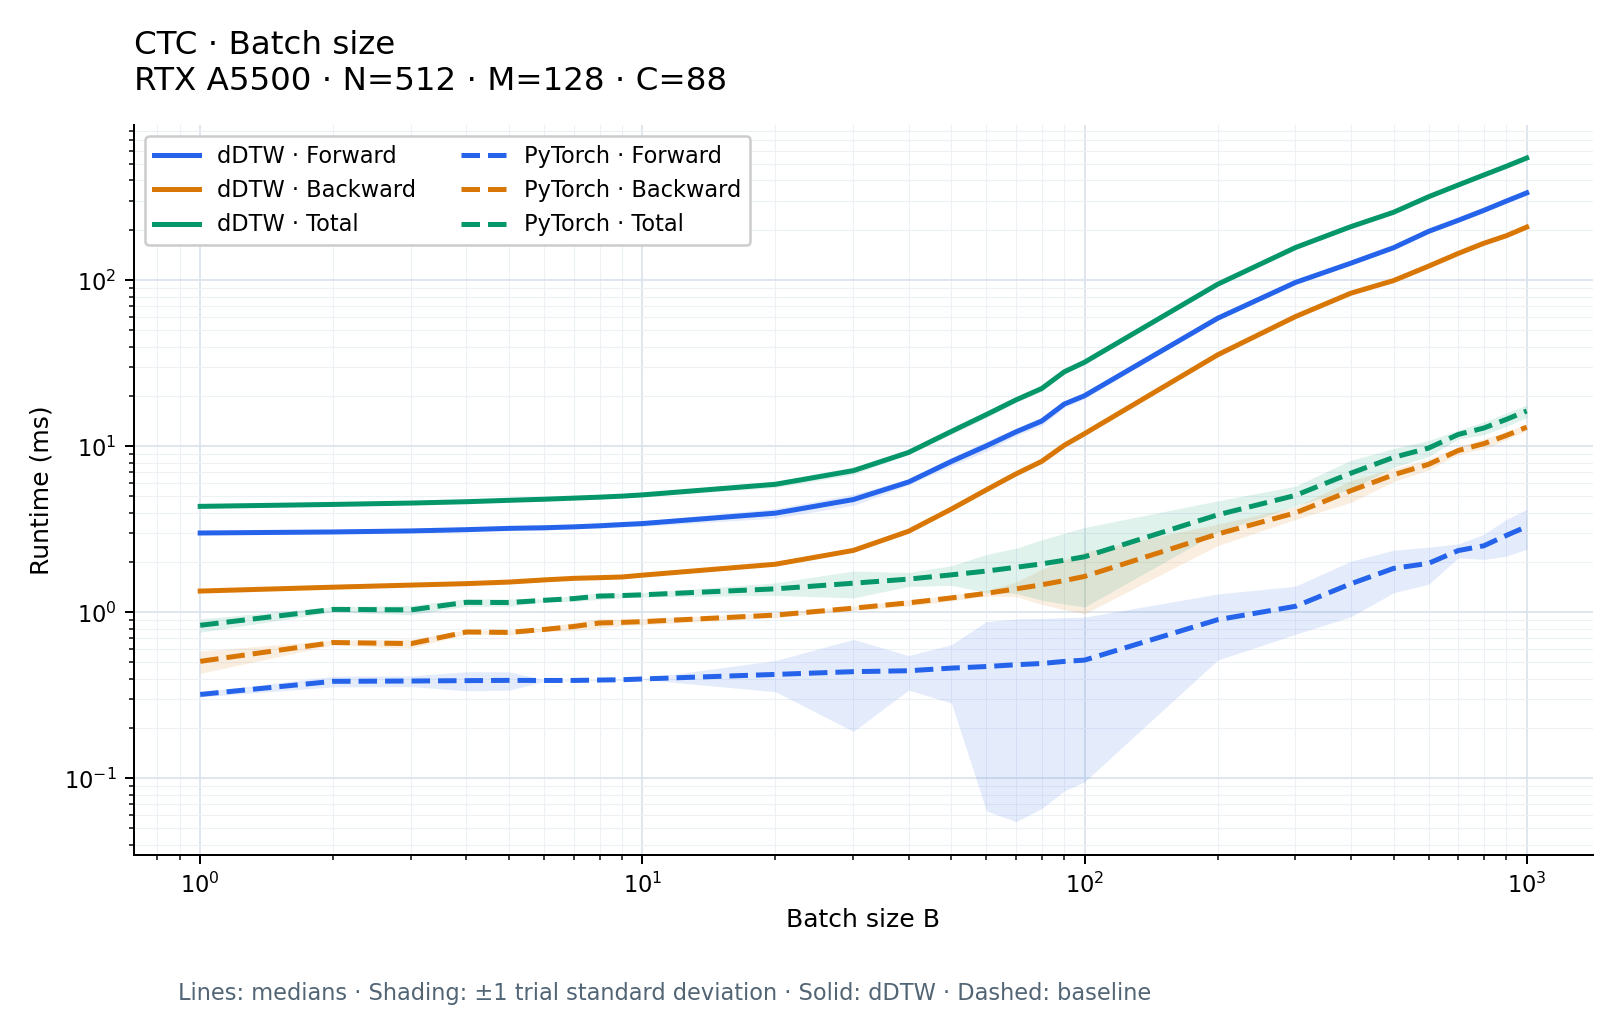 CTC · Batch size
RTX A5500 · N=512 · M=128 · C=88
dDTW · Forward
dDTW · Backward
dDTW · Total
PyTorch · Forward
PyTorch · Backward
PyTorch · Total
Runtime (ms)
10²
10¹
10⁰
10⁻¹
10⁰ 10¹ 10² 10³
Batch size B
Lines: medians · Shading: ±1 trial standard deviation · Solid: dDTW · Dashed: baseline